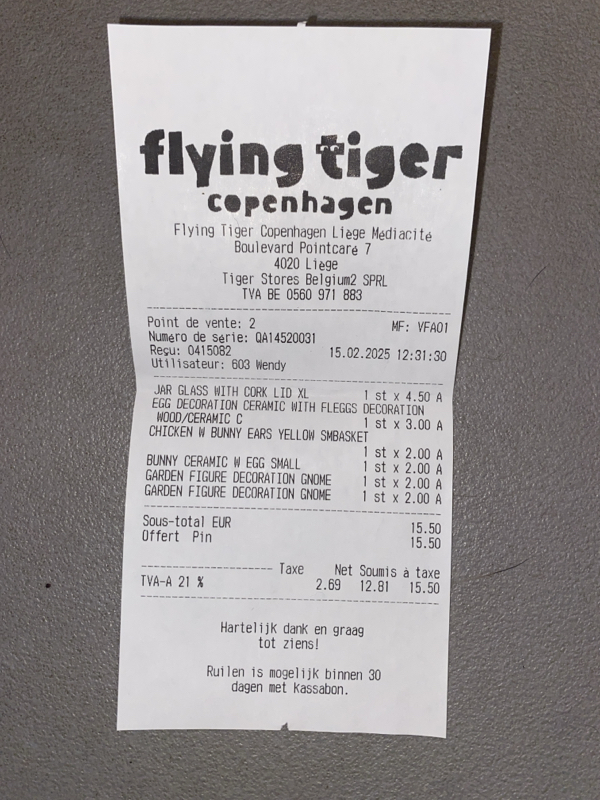 flying tiger
copenhagen
Flying Tiger Copenhagen Liège Médiacité
Boulevard Pointcaré 7
4020 Liège
Tiger Stores Belgium2 SPRL
TVA BE 0560 971 883
Point de vente: 2 MF: VFA01
Numéro de série: QA14520031
Reçu: 0415082 15.02.2025 12:31:30
Utilisateur: 603 Wendy
JAR GLASS WITH CORK LID XL 1 st x 4.50 A
EGG DECORATION CERAMIC WITH FLEGGS DECORATION
WOOD/CERAMIC C 1 st x 3.00 A
CHICKEN W BUNNY EARS YELLOW SMBASKET
1 st x 2.00 A
BUNNY CERAMIC W EGG SMALL 1 st x 2.00 A
GARDEN FIGURE DECORATION GNOME 1 st x 2.00 A
GARDEN FIGURE DECORATION GNOME 1 st x 2.00 A
Sous-total EUR 15.50
Offert Pin 15.50
Taxe Net Soumis à taxe
TVA-A 21 % 2.69 12.81 15.50
Hartelijk dank en graag
tot ziens!
Ruilen is mogelijk binnen 30
dagen met kassabon.